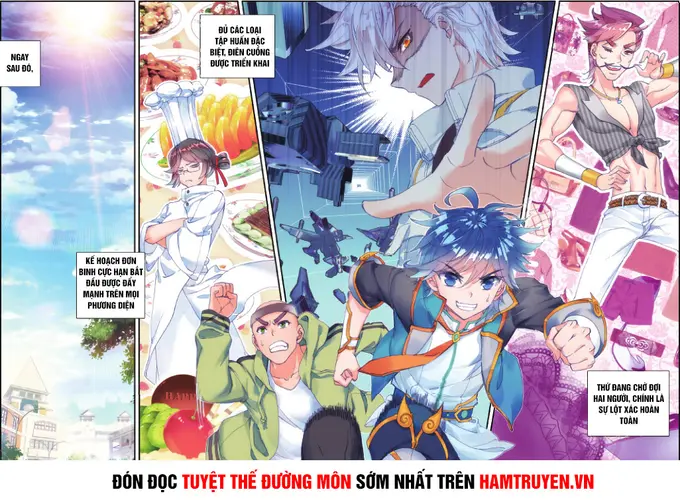 NGAY
SAU ĐÓ,
ĐỦ CÁC LOẠI
TẬP HUẤN ĐẶC
BIỆT, ĐIÊN CUỒNG
ĐƯỢC TRIỂN KHAI
KẾ HOẠCH ĐƠN
BINH CỰC HẠN BẮT
ĐẦU ĐƯỢC ĐẨY
MẠNH TRÊN MỌI
PHƯƠNG DIỆN
THỨ ĐANG CHỜ ĐỢI
HAI NGƯỜI, CHÍNH LÀ
SỰ LỘT XÁC HOÀN
TOÀN
ĐÓN ĐỌC TUYỆT THẾ ĐƯỜNG MÔN SỚM NHẤT TRÊN HAMTRUYEN.VN